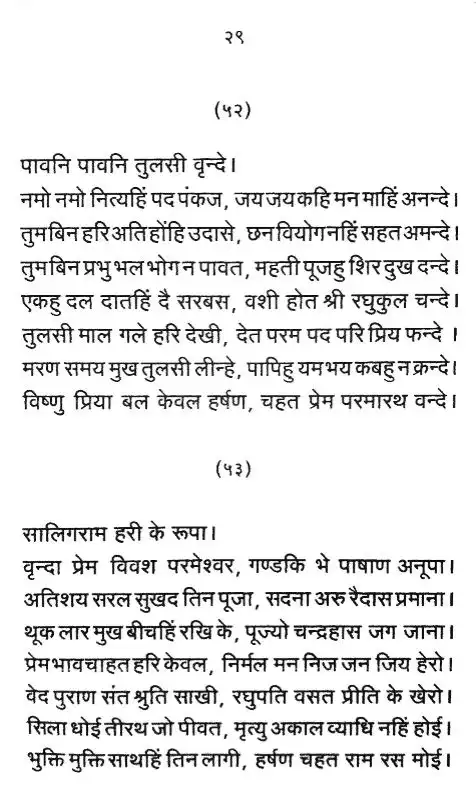 २९
(५२)
पावनि पावनि तुलसी वृन्दे।
नमो नमो नित्यहिं पद पंकज, जय जय कहि मन माहिं अनन्दे।
तुम बिन हरि अति होंहि उदासे, छन वियोग नहिं सहत अमन्दे।
तुम बिन प्रभु भल भोग न पावत, महती पूजहु शिर दुख दन्दे।
एकहु दल दातहिं दै सरबस, वशी होत श्री रघुकुल चन्दे।
तुलसी माल गले हरि देखी, देत परम पद परि प्रिय फन्दे ।
मरण समय मुख तुलसी लीन्हे, पापिहु यम भय कबहु न क्रन्दे।
विष्णु प्रिया बल केवल हर्षण, चहत प्रेम परमारथ वन्दे।
(५३)
सालिगराम हरी के रूपा।
वृन्दा प्रेम विवश परमेश्वर, गण्डकि भे पाषाण अनूपा।
अतिशय सरल सुखद तिन पूजा, सदना अरु रैदास प्रमाना।
थूक लार मुख बीचहिं रखि के, पूज्यो चन्द्रहास जग जाना।
प्रेम भाव चाहत हरि केवल, निर्मल मन निज जन जिय हेरो।
वेद पुराण संत श्रुति साखी, रघुपति वसत प्रीति के खेरो।
सिला धोई तीरथ जो पीवत, मृत्यु अकाल व्याधि नहिं होई।
भुक्ति मुक्ति साथहिं तिन लागी, हर्षण चहत राम रस मोई।